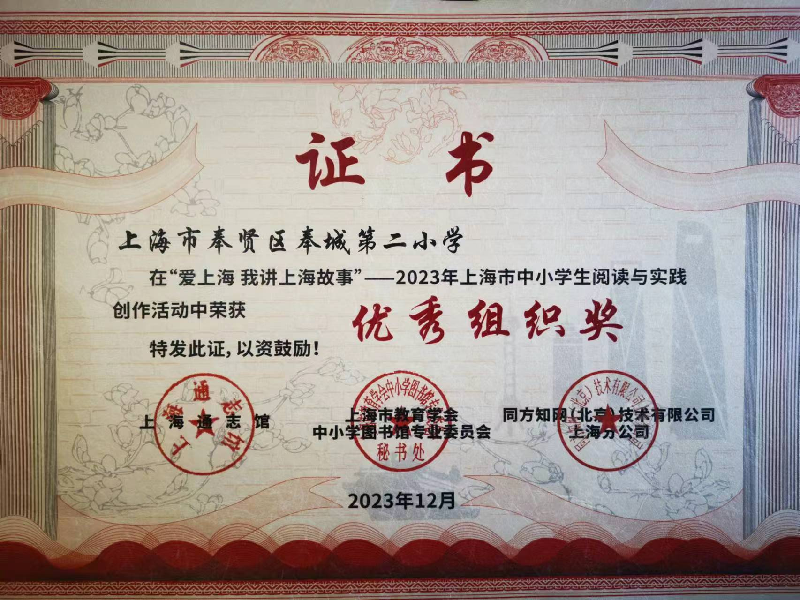 证 书
上海市奉贤区奉城第二小学
在“爱上海 我讲上海故事”——2023年上海市中小学生阅读与实践
创作活动中荣获
优秀组织奖
特发此证，以资鼓励！
上海通志馆
上海市教育学会
中小学图书馆专业委员会
同方知网（北京）技术有限公司
上海分公司
上海通志馆
秘书处
2023年12月